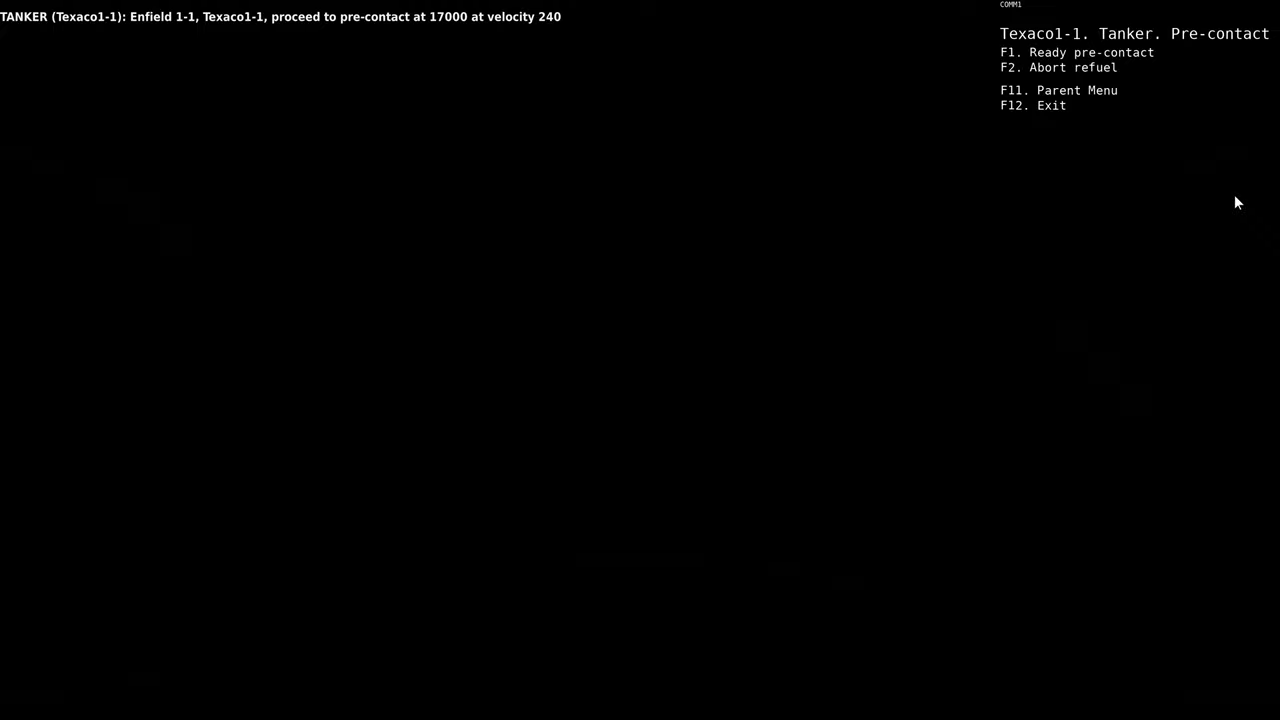 TANKER (Texaco1-1): Enfield 1-1, Texaco1-1, proceed to pre-contact at 17000 at velocity 240
COMM1
Texaco1-1. Tanker. Pre-contact
F1. Ready pre-contact
F2. Abort refuel
F11. Parent Menu
F12. Exit